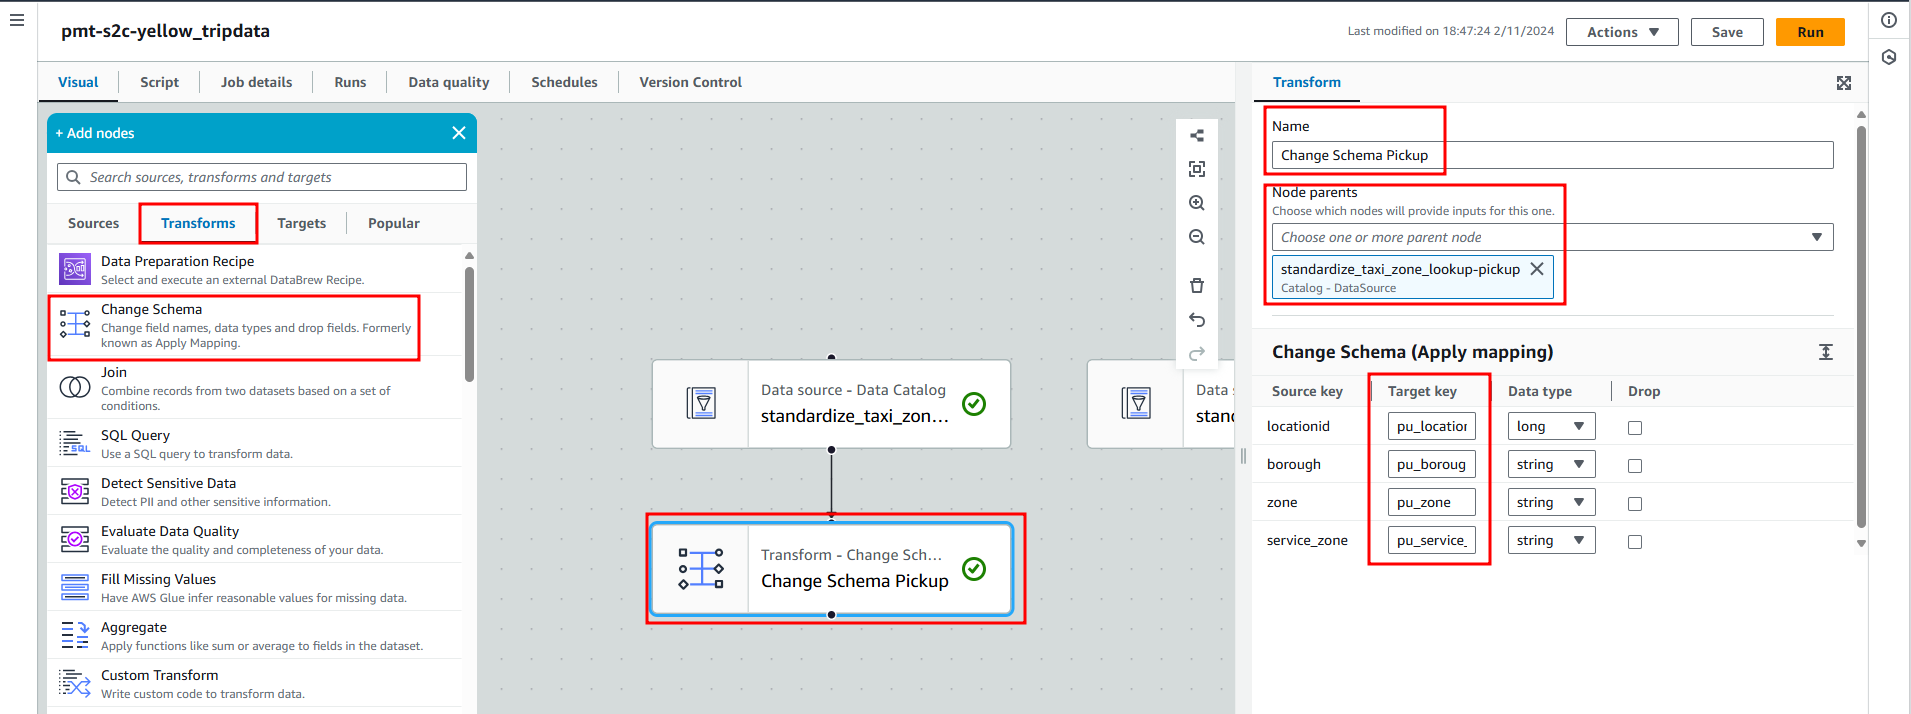 pmt-s2c-yellow_tripdata
Last modified on 18:47:24 2/11/2024
Actions
Save
Run
Visual
Script
Job details
Runs
Data quality
Schedules
Version Control
+ Add nodes
Search sources, transforms and targets
Sources
Transforms
Targets
Popular
Data Preparation Recipe
Select and execute an external DataBrew Recipe.
Change Schema
Change field names, data types and drop fields. Formerly
known as Apply Mapping.
Join
Combine records from two datasets based on a set of
conditions.
SQL Query
Use a SQL query to transform data.
Detect Sensitive Data
Detect PII and other sensitive information.
Evaluate Data Quality
Evaluate the quality and completeness of your data.
Fill Missing Values
Have AWS Glue infer reasonable values for missing data.
Aggregate
Apply functions like sum or average to fields in the dataset.
Custom Transform
Write custom code to transform data.
SQL
Data source - Data Catalog
standardize_taxi_zon...
Transform - Change Sch...
Change Schema Pickup
Data s
stand
Transform
Name
Change Schema Pickup
Node parents
Choose which nodes will provide inputs for this one.
Choose one or more parent node
standardize_taxi_zone_lookup-pickup
Catalog - DataSource
Change Schema (Apply mapping)
Source key
Target key
Data type
Drop
locationid
pu_location
long
borough
pu_boroug
string
zone
pu_zone
string
service_zone
pu_service_
string